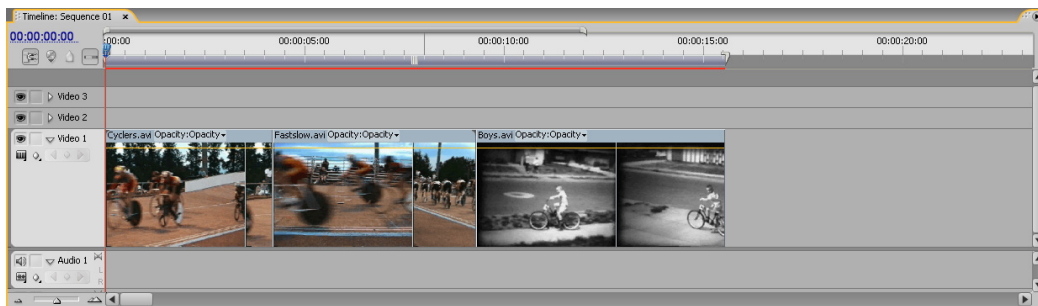 Timeline: Sequence 01 ×
00:00:00:00
:00:00
00:00:05:00
00:00:10:00
00:00:15:00
00:00:20:00
Video 3
Video 2
Video 1
Cyclers.avi Opacity:Opacity
Fastslow.avi Opacity:Opacity
Boys.avi Opacity:Opacity
Audio 1
L
R